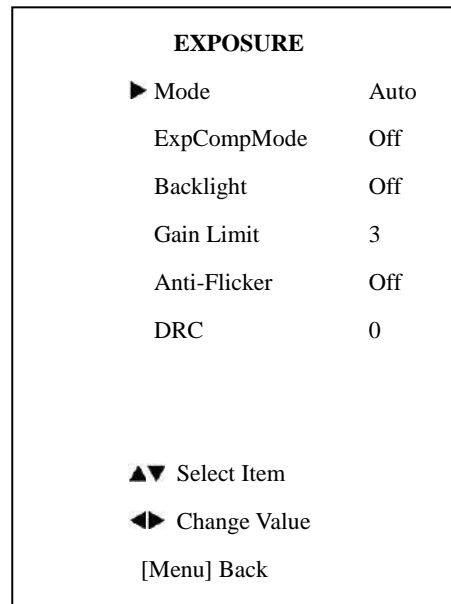 EXPOSURE
▶ Mode Auto
ExpCompMode Off
Backlight Off
Gain Limit 3
Anti-Flicker Off
DRC 0
▲▼ Select Item
◀▶ Change Value
[Menu] Back